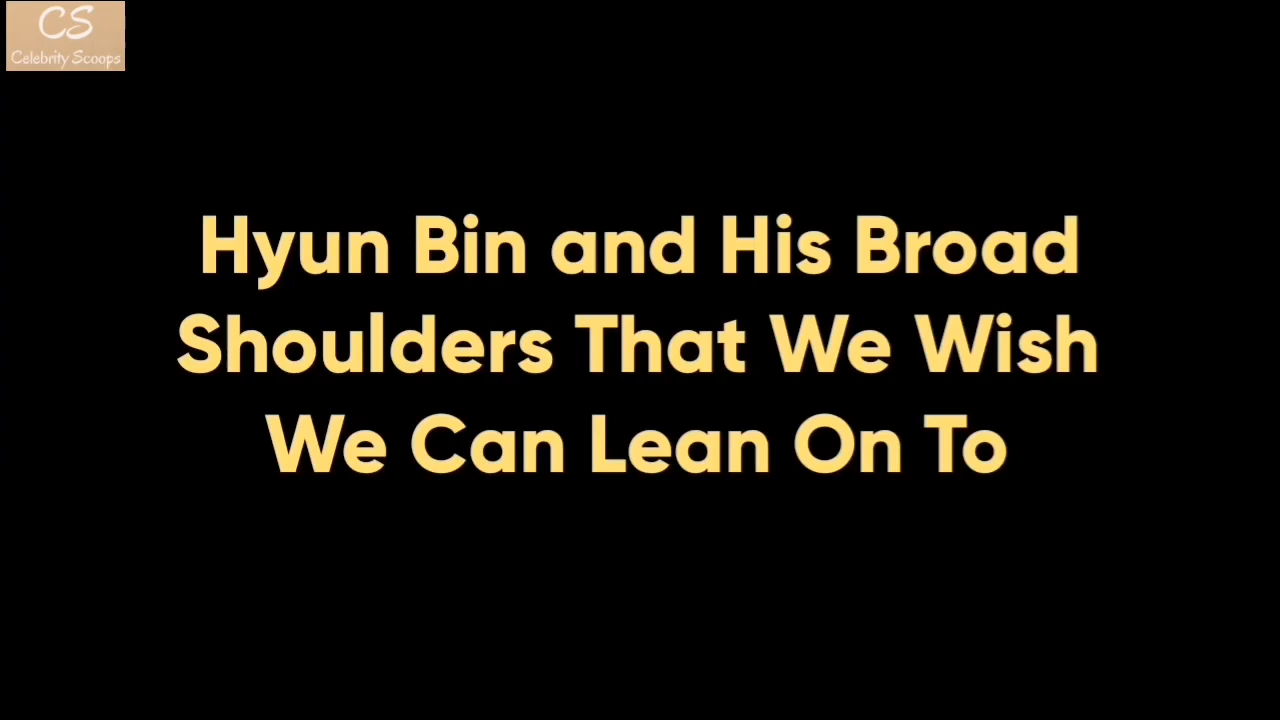 CS
Celebrity Scoops
Hyun Bin and His Broad
Shoulders That We Wish
We Can Lean On To